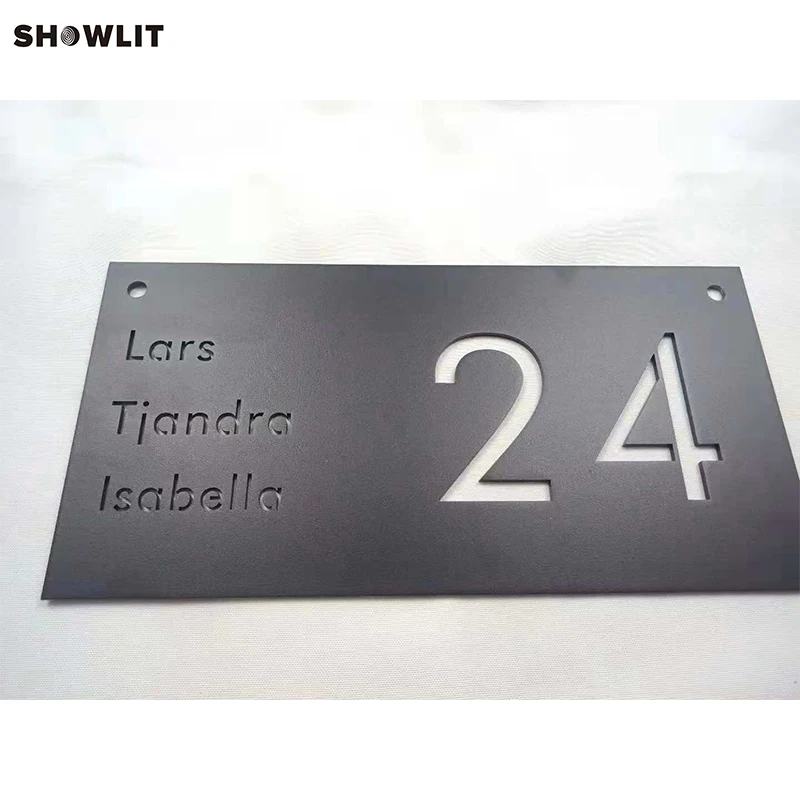 SHOWLIT
Lars
Tjandra
Isabella
24